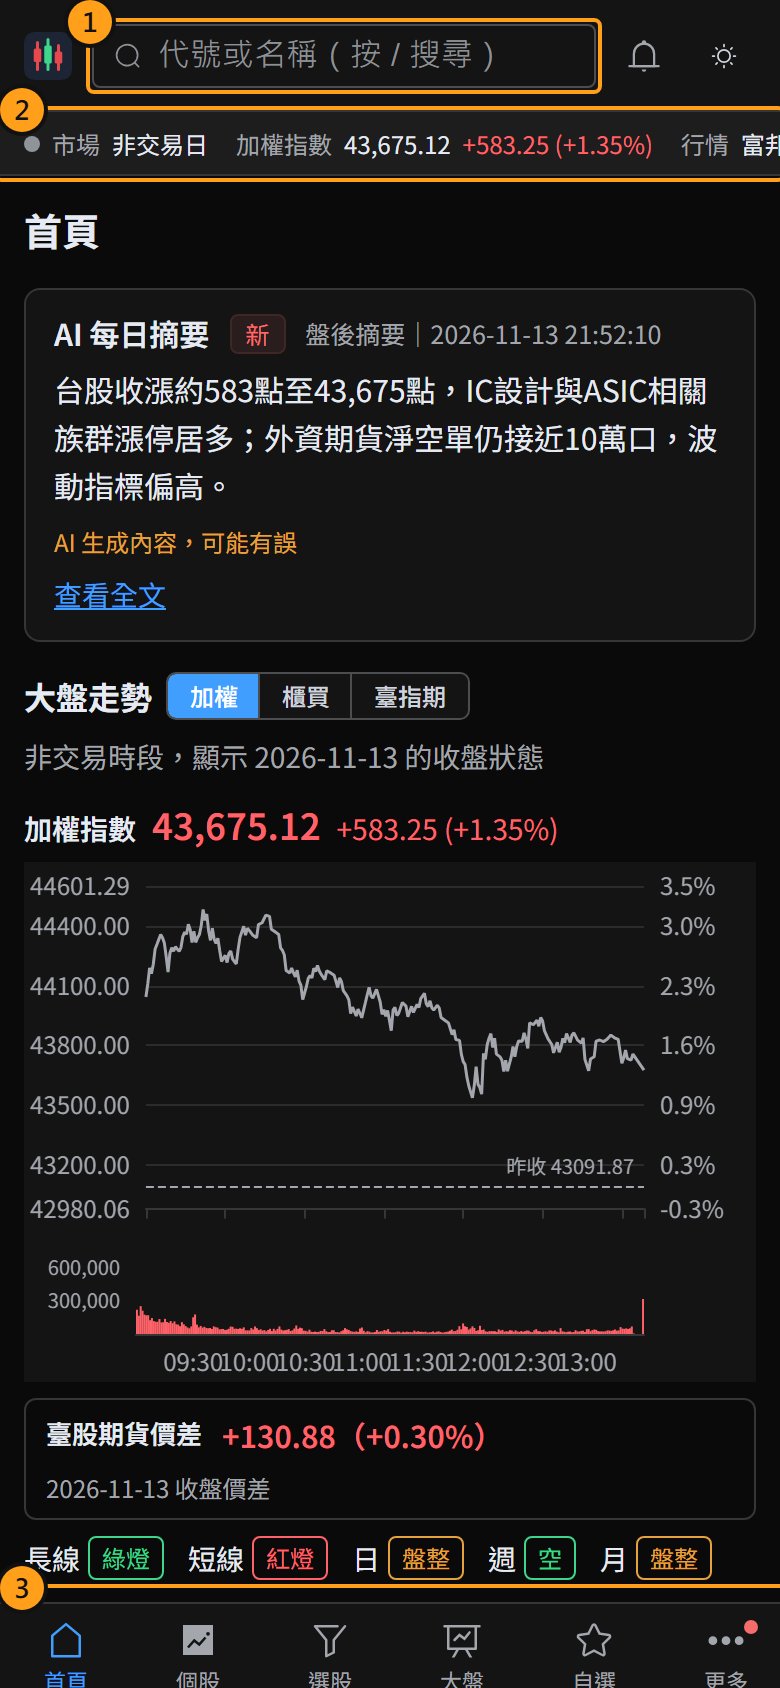 1
代號或名稱 ( 按 / 搜尋 )
2
市場 非交易日 加權指數 43,675.12 +583.25 (+1.35%) 行情 富邦
首頁
AI 每日摘要 新 盤後摘要｜2026-11-13 21:52:10
台股收漲約583點至43,675點，IC設計與ASIC相關
族群漲停居多；外資期貨淨空單仍接近10萬口，波
動指標偏高。
AI 生成內容，可能有誤
查看全文
大盤走勢 加權 櫃買 臺指期
非交易時段，顯示 2026-11-13 的收盤狀態
加權指數 43,675.12 +583.25 (+1.35%)
44601.29 3.5%
44400.00 3.0%
44100.00 2.3%
43800.00 1.6%
43500.00 0.9%
昨收 43091.87
43200.00 0.3%
42980.06 -0.3%
600,000
300,000
09:30 10:00 10:30 11:00 11:30 12:00 12:30 13:00
臺股期貨價差 +130.88（+0.30%）
2026-11-13 收盤價差
長線 綠燈 短線 紅燈 日 盤整 週 空 月 盤整
3
首頁 個股 選股 大盤 自選 更多